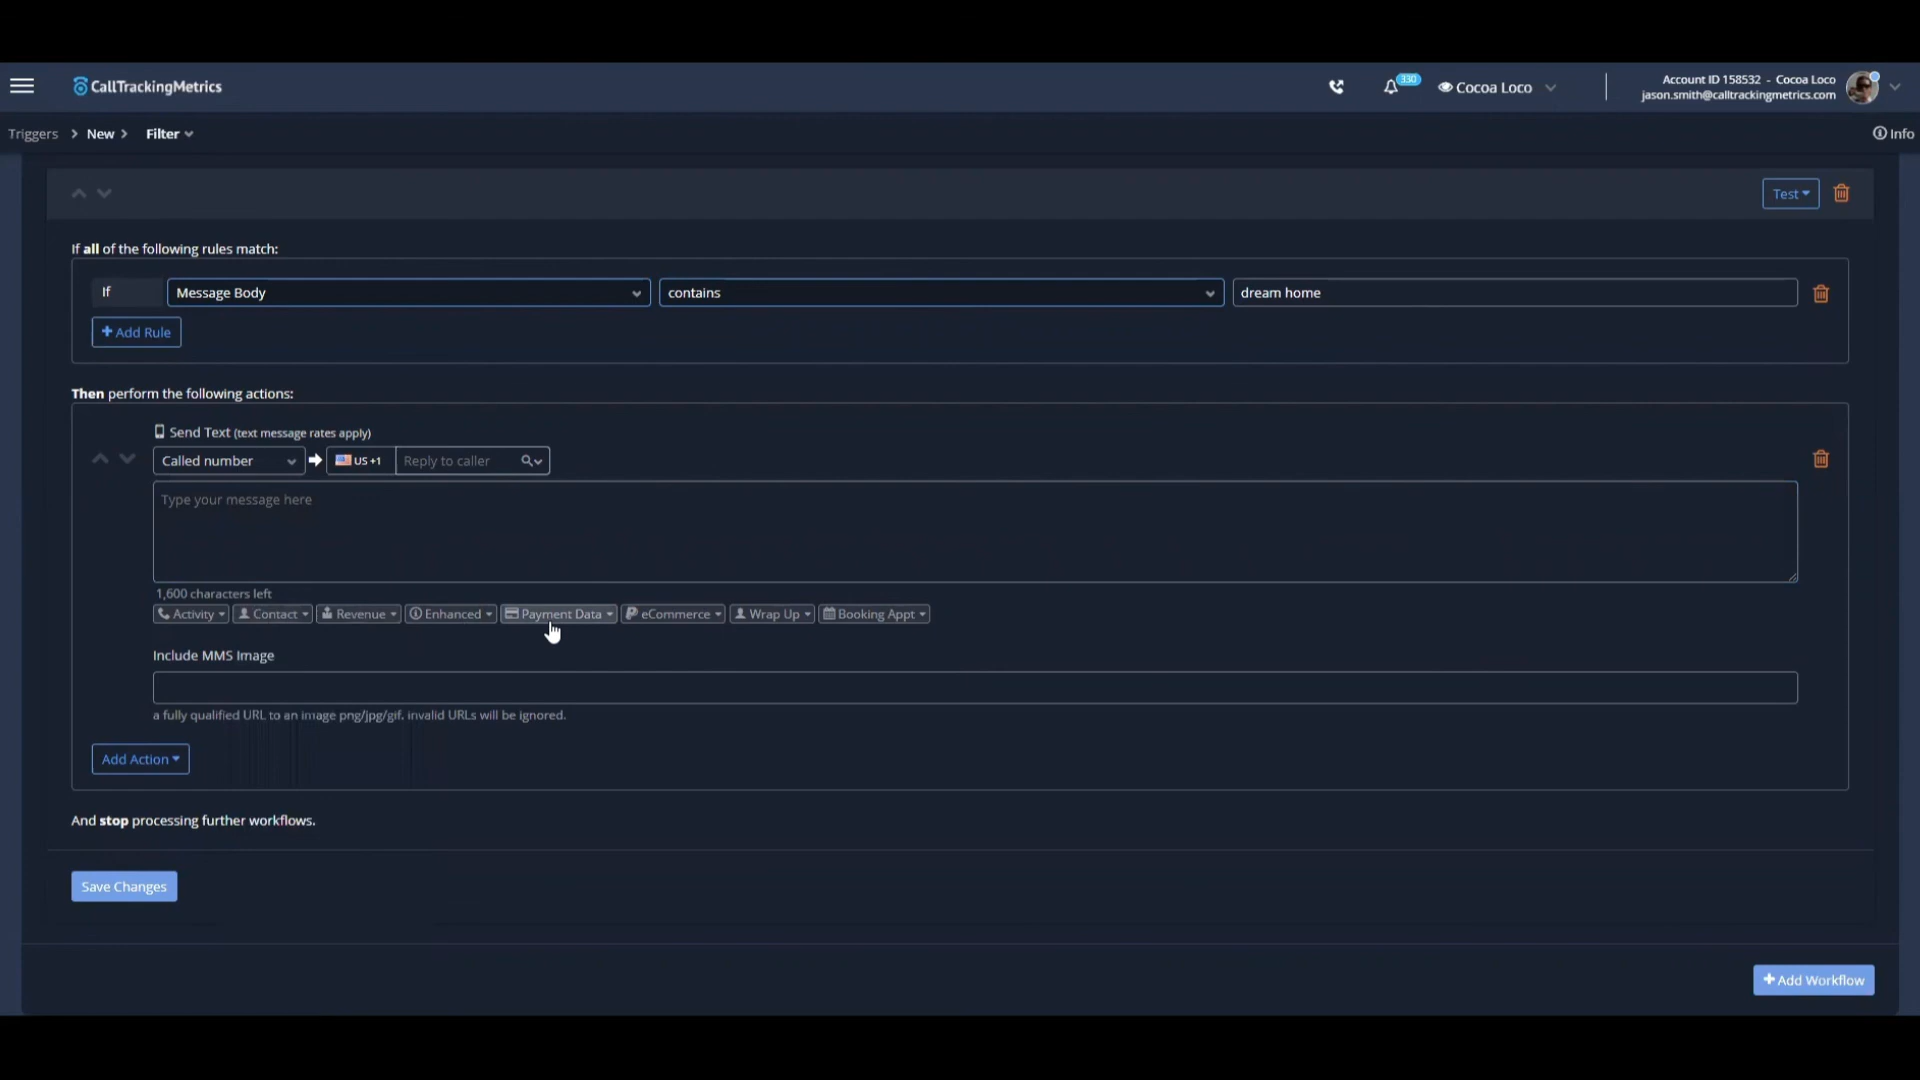 CallTrackingMetrics
330
Cocoa Loco
Account ID 158532 - Cocoa Loco
jason.smith@calltrackingmetrics.com
Triggers > New > Filter
Info
Test
If all of the following rules match:
If Message Body contains dream home
+ Add Rule
Then perform the following actions:
Send Text (text message rates apply)
Called number US +1 Reply to caller
Type your message here
1,600 characters left
Activity Contact Revenue Enhanced Payment Data eCommerce Wrap Up Booking Appt
Include MMS Image
a fully qualified URL to an image png/jpg/gif. invalid URLs will be ignored.
Add Action
And stop processing further workflows.
Save Changes
+ Add Workflow